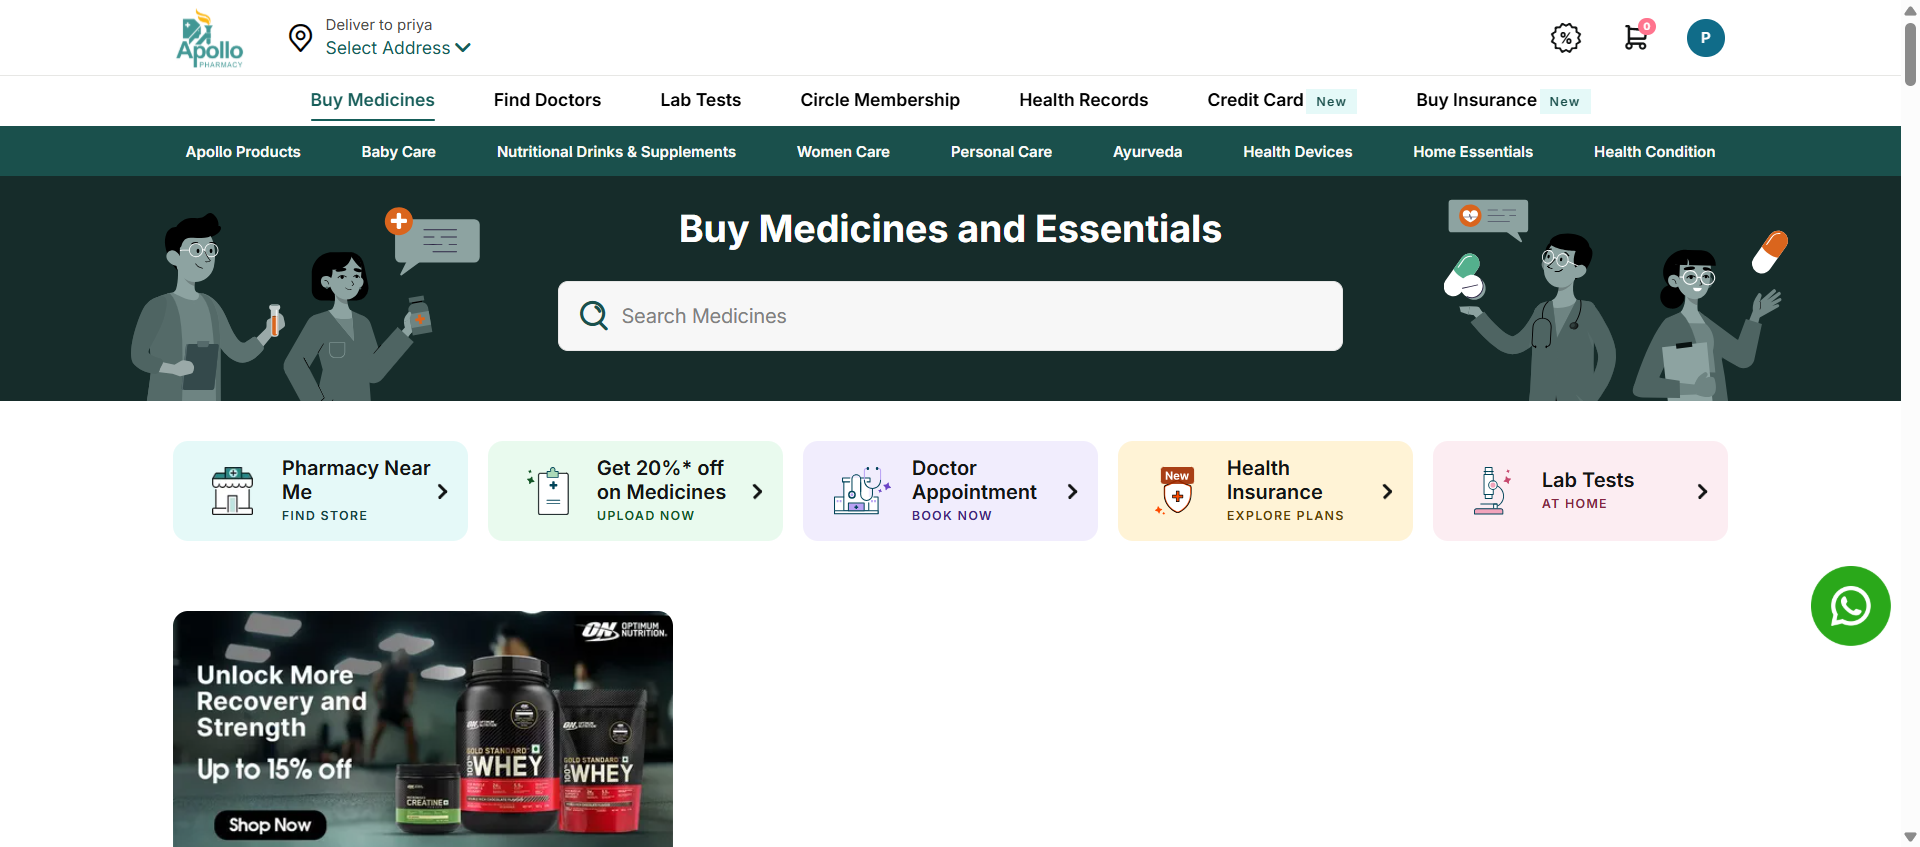 Apollo
PHARMACY
Deliver to priya
Select Address
0
P
Buy Medicines
Find Doctors
Lab Tests
Circle Membership
Health Records
Credit Card New
Buy Insurance New
Apollo Products
Baby Care
Nutritional Drinks & Supplements
Women Care
Personal Care
Ayurveda
Health Devices
Home Essentials
Health Condition
Buy Medicines and Essentials
Search Medicines
Pharmacy Near
Me
FIND STORE
Get 20%* off
on Medicines
UPLOAD NOW
Doctor
Appointment
BOOK NOW
New
Health
Insurance
EXPLORE PLANS
Lab Tests
AT HOME
ON OPTIMUM
NUTRITION.
Unlock More
Recovery and
Strength
Up to 15% off
Shop Now
CREATINE
GOLD STANDARD
100% WHEY
GOLD STANDARD
100% WHEY